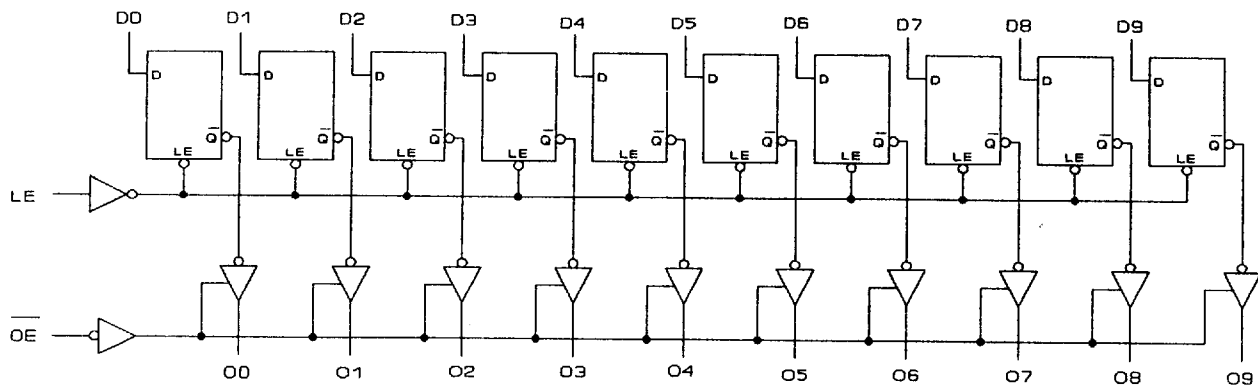 D0 D1 D2 D3 D4 D5 D6 D7 D8 D9
D D D D D D D D D D
Q̅ Q̅ Q̅ Q̅ Q̅ Q̅ Q̅ Q̅ Q̅ Q̅
LE LE LE LE LE LE LE LE LE LE
LE
O̅E̅
O0 O1 O2 O3 O4 O5 O6 O7 O8 O9